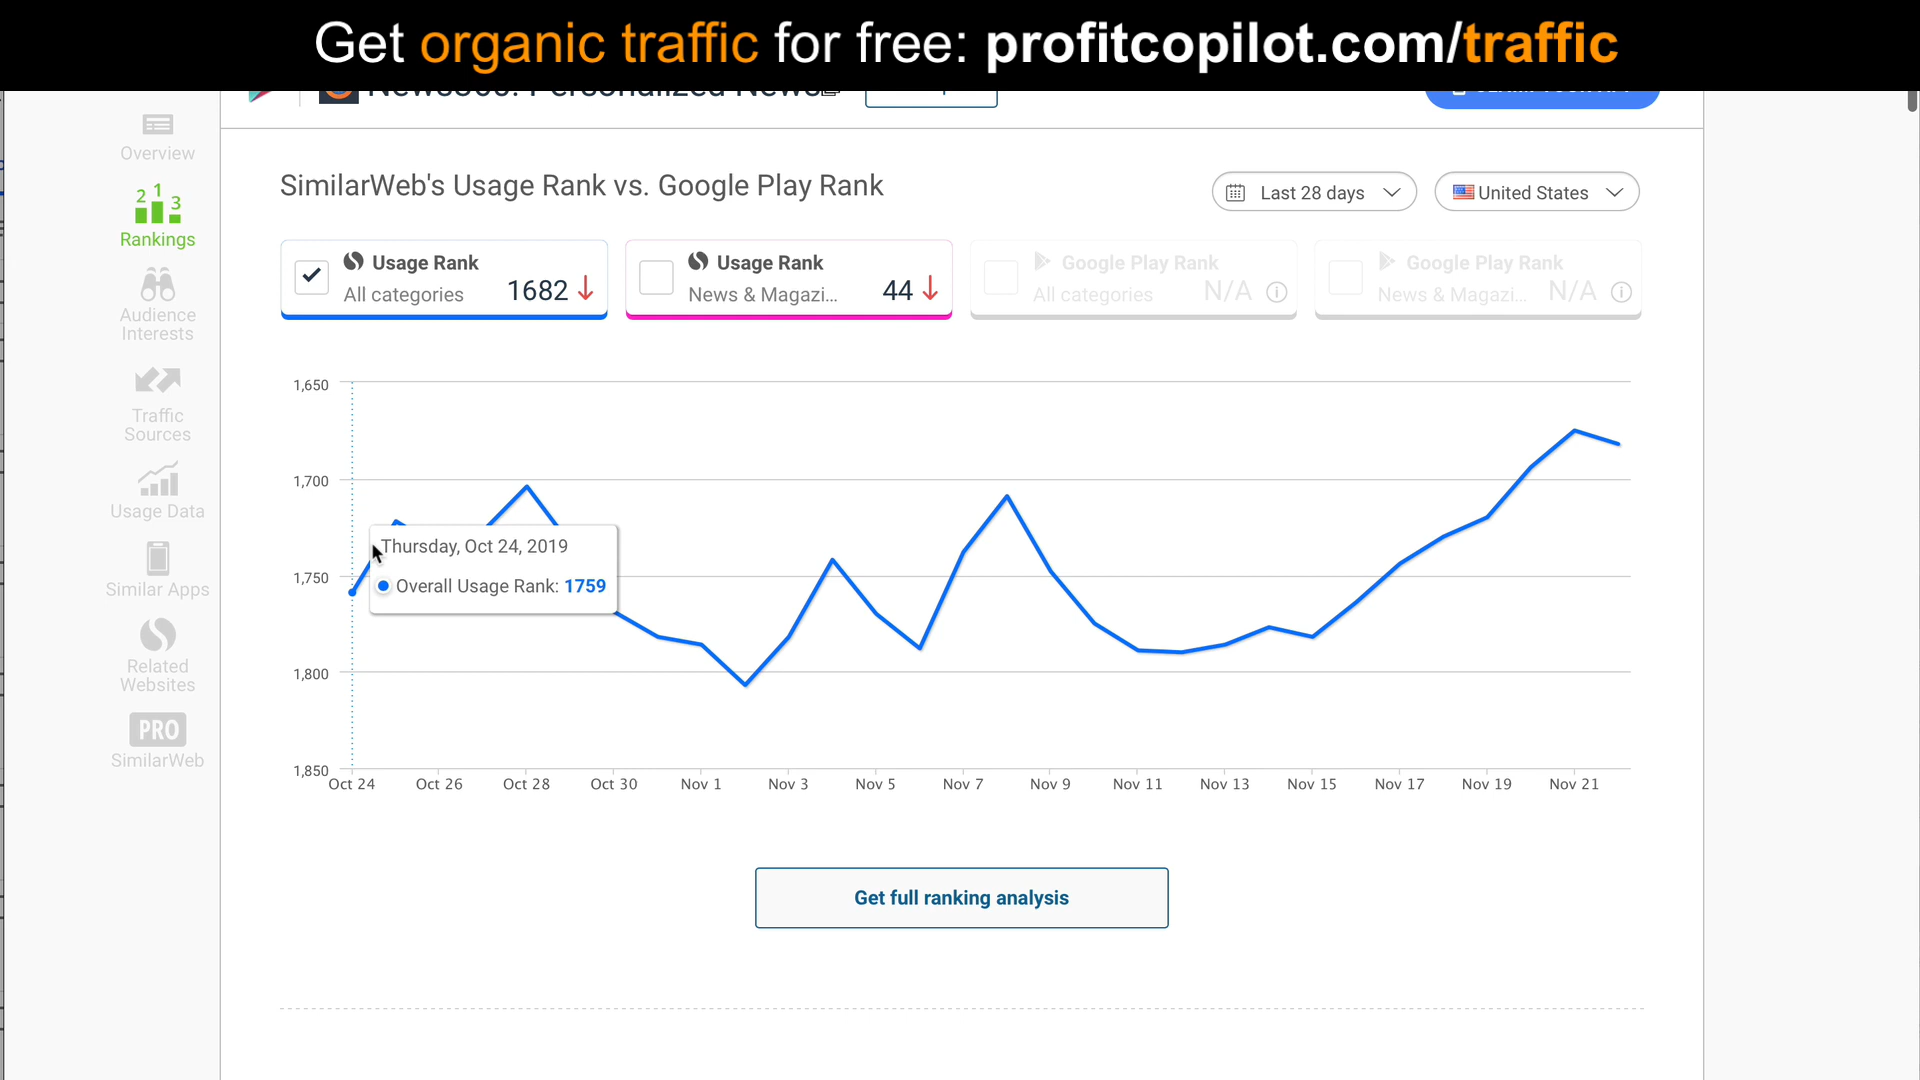 Get organic traffic for free: profitcopilot.com/traffic
News360: Personalized News
Overview
2 1 3
Rankings
Audience
Interests
Traffic
Sources
Usage Data
Similar Apps
Related
Websites
PRO
SimilarWeb
SimilarWeb's Usage Rank vs. Google Play Rank
Last 28 days
United States
Usage Rank
All categories
1682
Usage Rank
News & Magazi...
44
Google Play Rank
All categories
N/A
Google Play Rank
News & Magazi...
N/A
1,650
1,700
1,750
1,800
1,850
Thursday, Oct 24, 2019
Overall Usage Rank: 1759
Oct 24 Oct 26 Oct 28 Oct 30 Nov 1 Nov 3 Nov 5 Nov 7 Nov 9 Nov 11 Nov 13 Nov 15 Nov 17 Nov 19 Nov 21
Get full ranking analysis